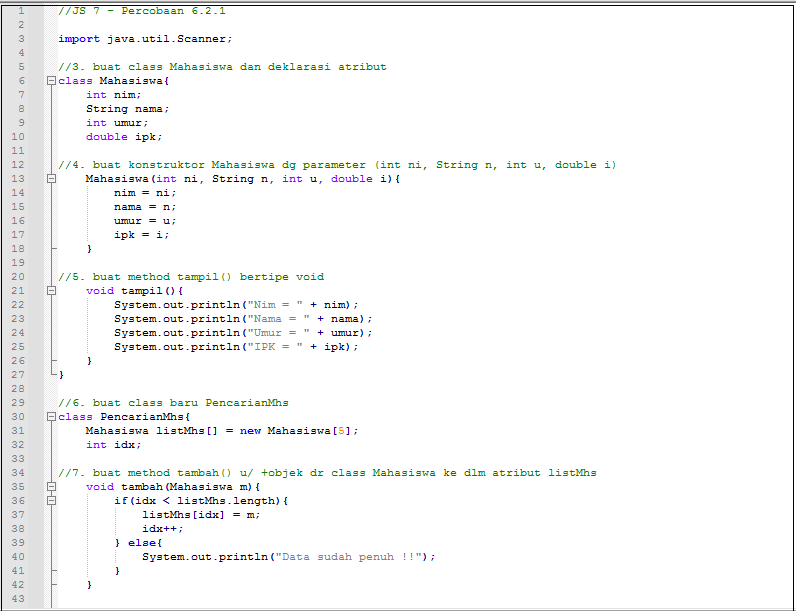 1 //JS 7 - Percobaan 6.2.1
2
3 import java.util.Scanner;
4
5 //3. buat class Mahasiswa dan deklarasi atribut
6 class Mahasiswa{
7 int nim;
8 String nama;
9 int umur;
10 double ipk;
11
12 //4. buat konstruktor Mahasiswa dg parameter (int ni, String n, int u, double i)
13 Mahasiswa(int ni, String n, int u, double i){
14 nim = ni;
15 nama = n;
16 umur = u;
17 ipk = i;
18 }
19
20 //5. buat method tampil() bertipe void
21 void tampil(){
22 System.out.println("Nim = " + nim);
23 System.out.println("Nama = " + nama);
24 System.out.println("Umur = " + umur);
25 System.out.println("IPK = " + ipk);
26 }
27 }
28
29 //6. buat class baru PencarianMhs
30 class PencarianMhs{
31 Mahasiswa listMhs[] = new Mahasiswa[5];
32 int idx;
33
34 //7. buat method tambah() u/ +objek dr class Mahasiswa ke dlm atribut listMhs
35 void tambah(Mahasiswa m){
36 if(idx < listMhs.length){
37 listMhs[idx] = m;
38 idx++;
39 } else{
40 System.out.println("Data sudah penuh !!");
41 }
42 }
43